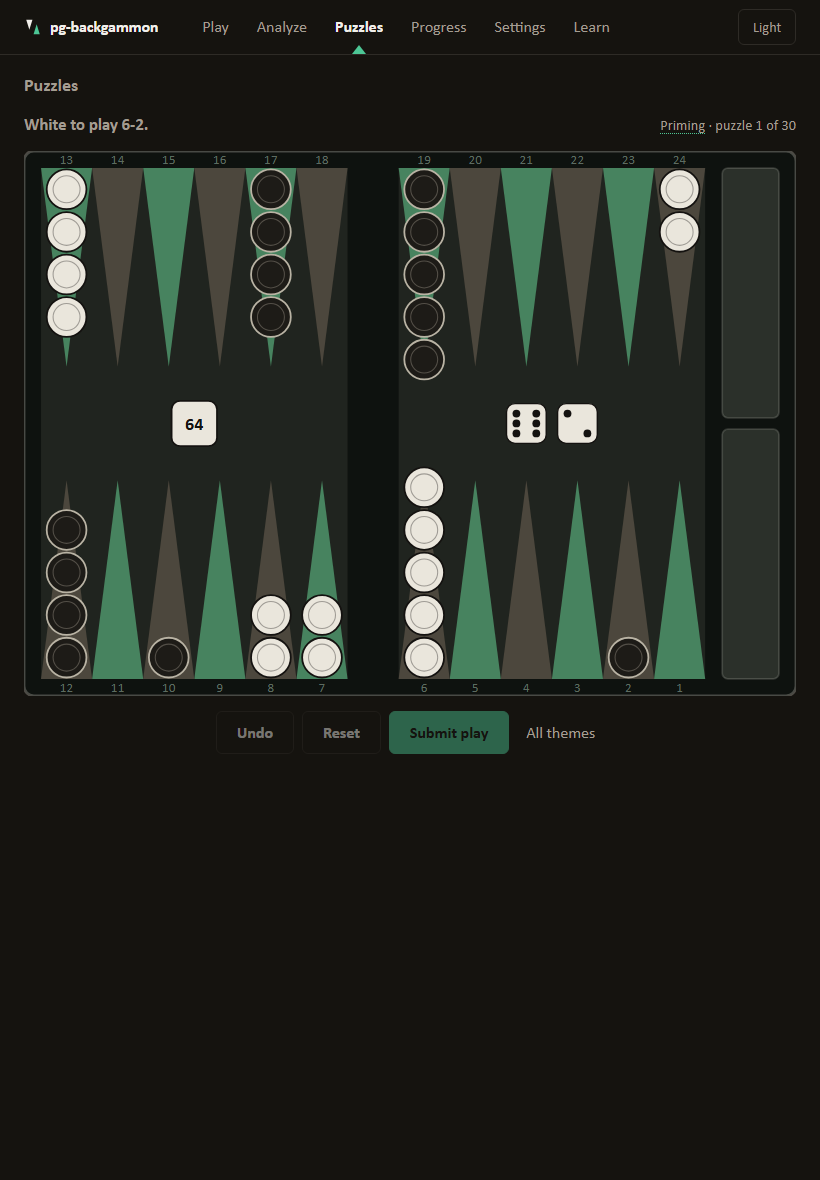 pg-backgammon Play Analyze Puzzles Progress Settings Learn Light
Puzzles
White to play 6-2. Priming · puzzle 1 of 30
13 14 15 16 17 18 19 20 21 22 23 24
64
12 11 10 9 8 7 6 5 4 3 2 1
Undo Reset Submit play All themes